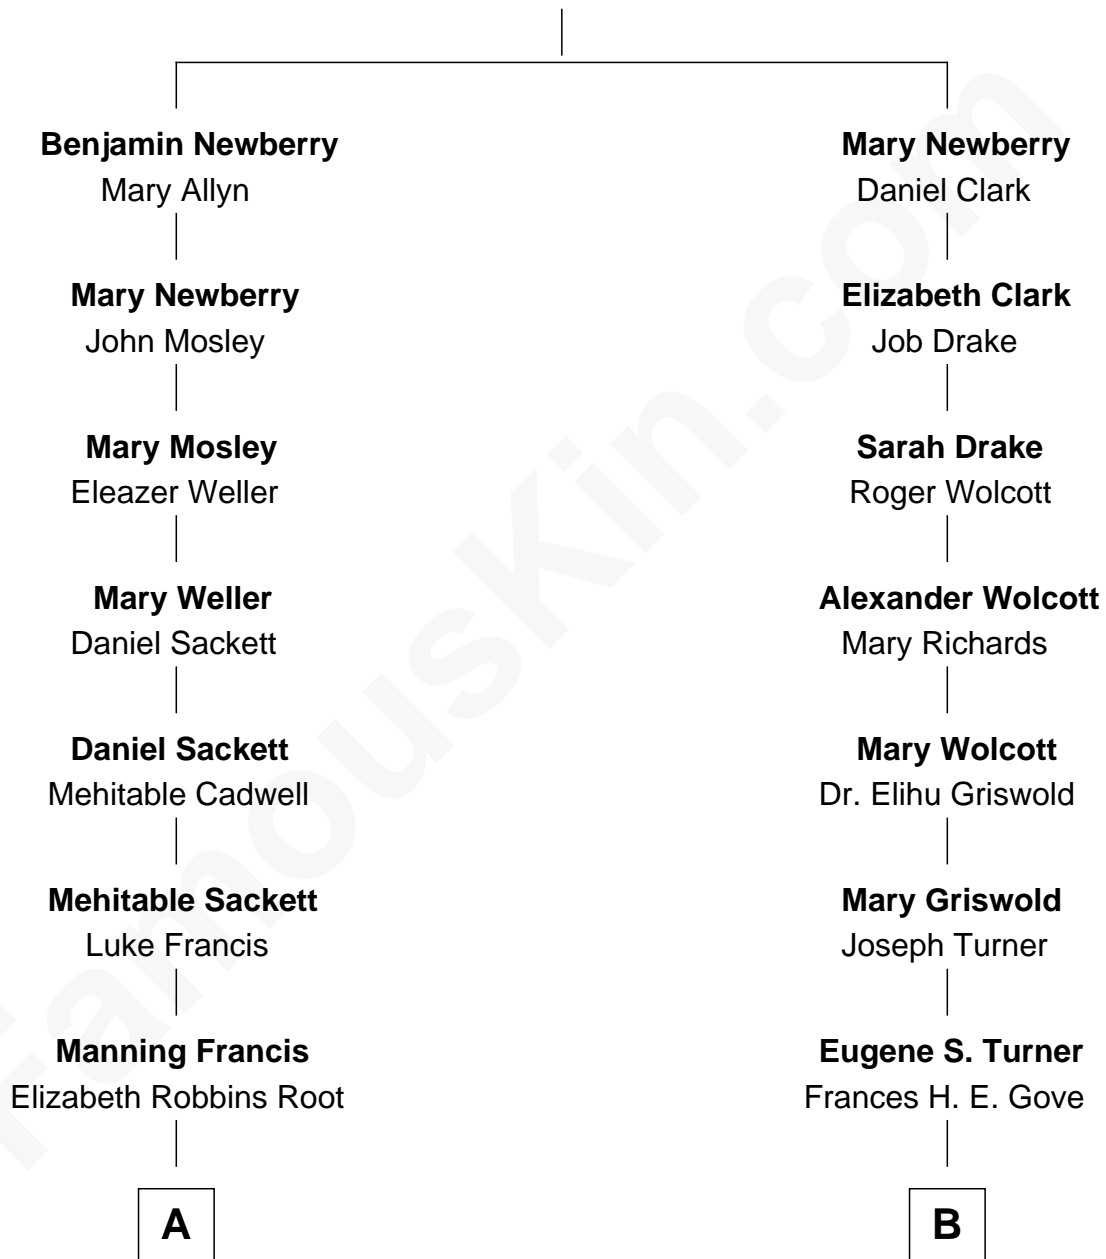 Benjamin Newberry
Mary Allyn
Mary Newberry
John Mosley
Mary Mosley
Eleazer Weller
Mary Weller
Daniel Sackett
Daniel Sackett
Mehitable Cadwell
Mehitable Sackett
Luke Francis
Manning Francis
Elizabeth Robbins Root
A
Mary Newberry
Daniel Clark
Elizabeth Clark
Job Drake
Sarah Drake
Roger Wolcott
Alexander Wolcott
Mary Richards
Mary Wolcott
Dr. Elihu Griswold
Mary Griswold
Joseph Turner
Eugene S. Turner
Frances H. E. Gove
B
FamousKin.com